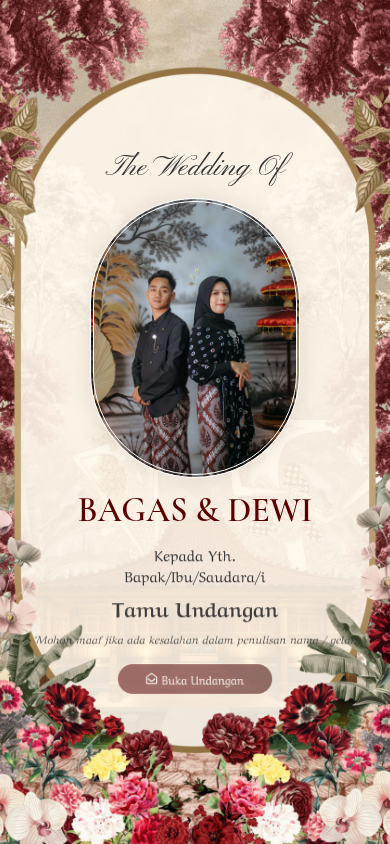 The Wedding Of
BAGAS & DEWI
Kepada Yth.
Bapak/Ibu/Saudara/i
Tamu Undangan
"Mohon maaf jika ada kesalahan dalam penulisan nama / gelar
Buka Undangan